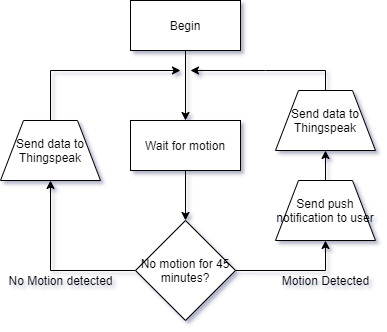 Begin
Send data to
Thingspeak
Wait for motion
Send data to
Thingspeak
Send push
notification to user
No motion for 45
minutes?
No Motion detected
Motion Detected